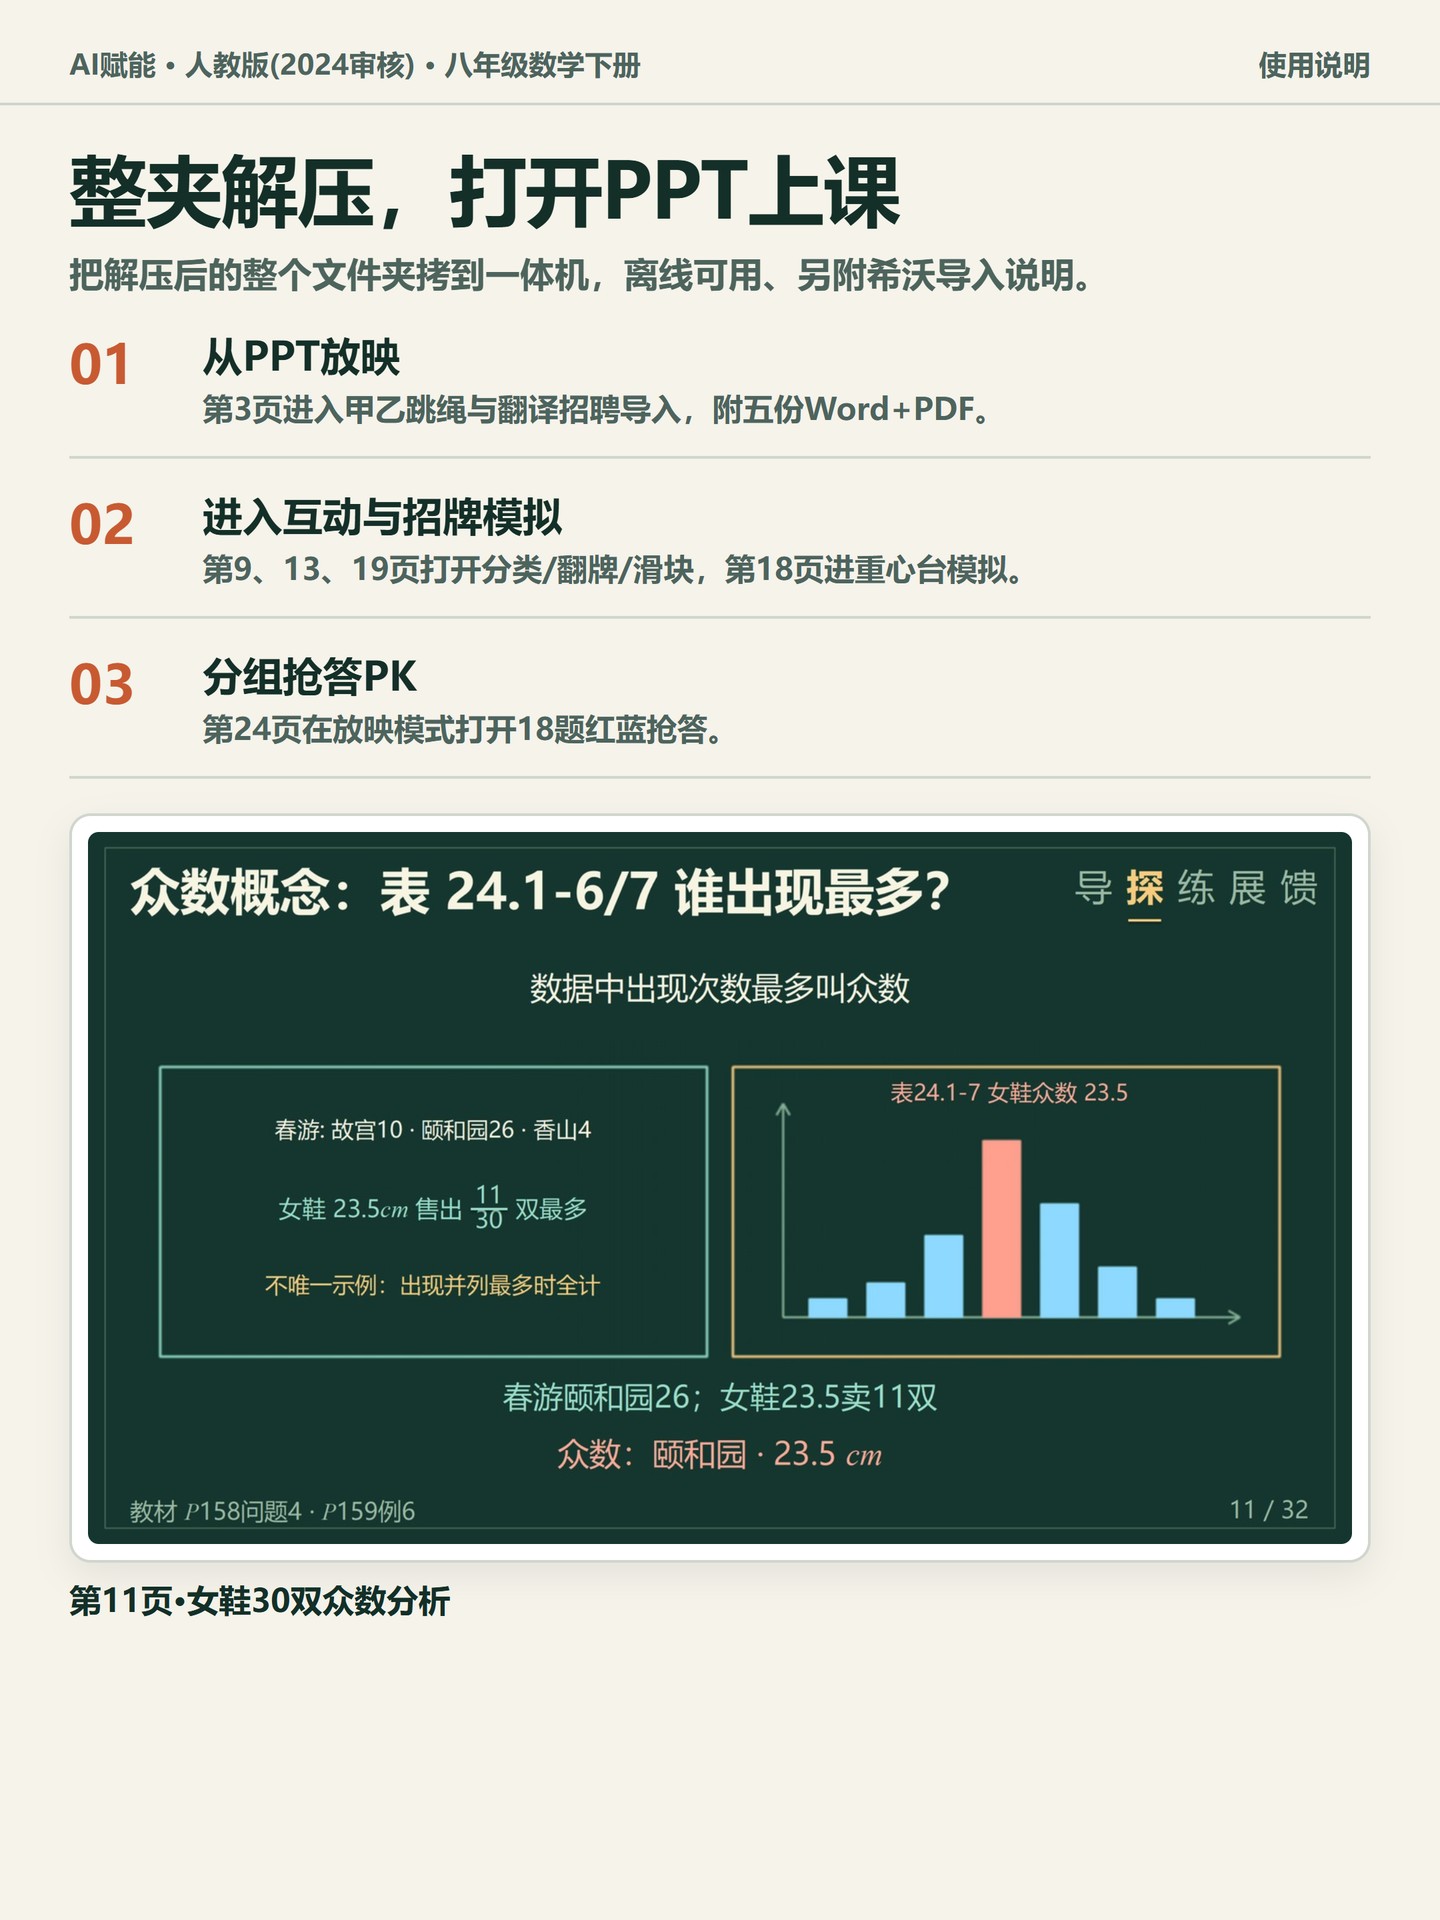 AI赋能 • 人教版(2024审核) • 八年级数学下册
使用说明
整夹解压，打开PPT上课
把解压后的整个文件夹拷到一体机，离线可用、另附希沃导入说明。
01
从PPT放映
第3页进入甲乙跳绳与翻译招聘导入，附五份Word+PDF。
02
进入互动与招牌模拟
第9、13、19页打开分类/翻牌/滑块，第18页进重心台模拟。
03
分组抢答PK
第24页在放映模式打开18题红蓝抢答。
众数概念：表 24.1-6/7 谁出现最多？
导 探 练 展 馈
数据中出现次数最多叫众数
春游: 故宫10 · 颐和园26 · 香山4
女鞋 23.5cm 售出 11/30 双最多
不唯一示例：出现并列最多时全计
表24.1-7 女鞋众数 23.5
春游颐和园26；女鞋23.5卖11双
众数：颐和园 · 23.5 cm
教材 P158问题4 · P159例6
11 / 32
第11页•女鞋30双众数分析